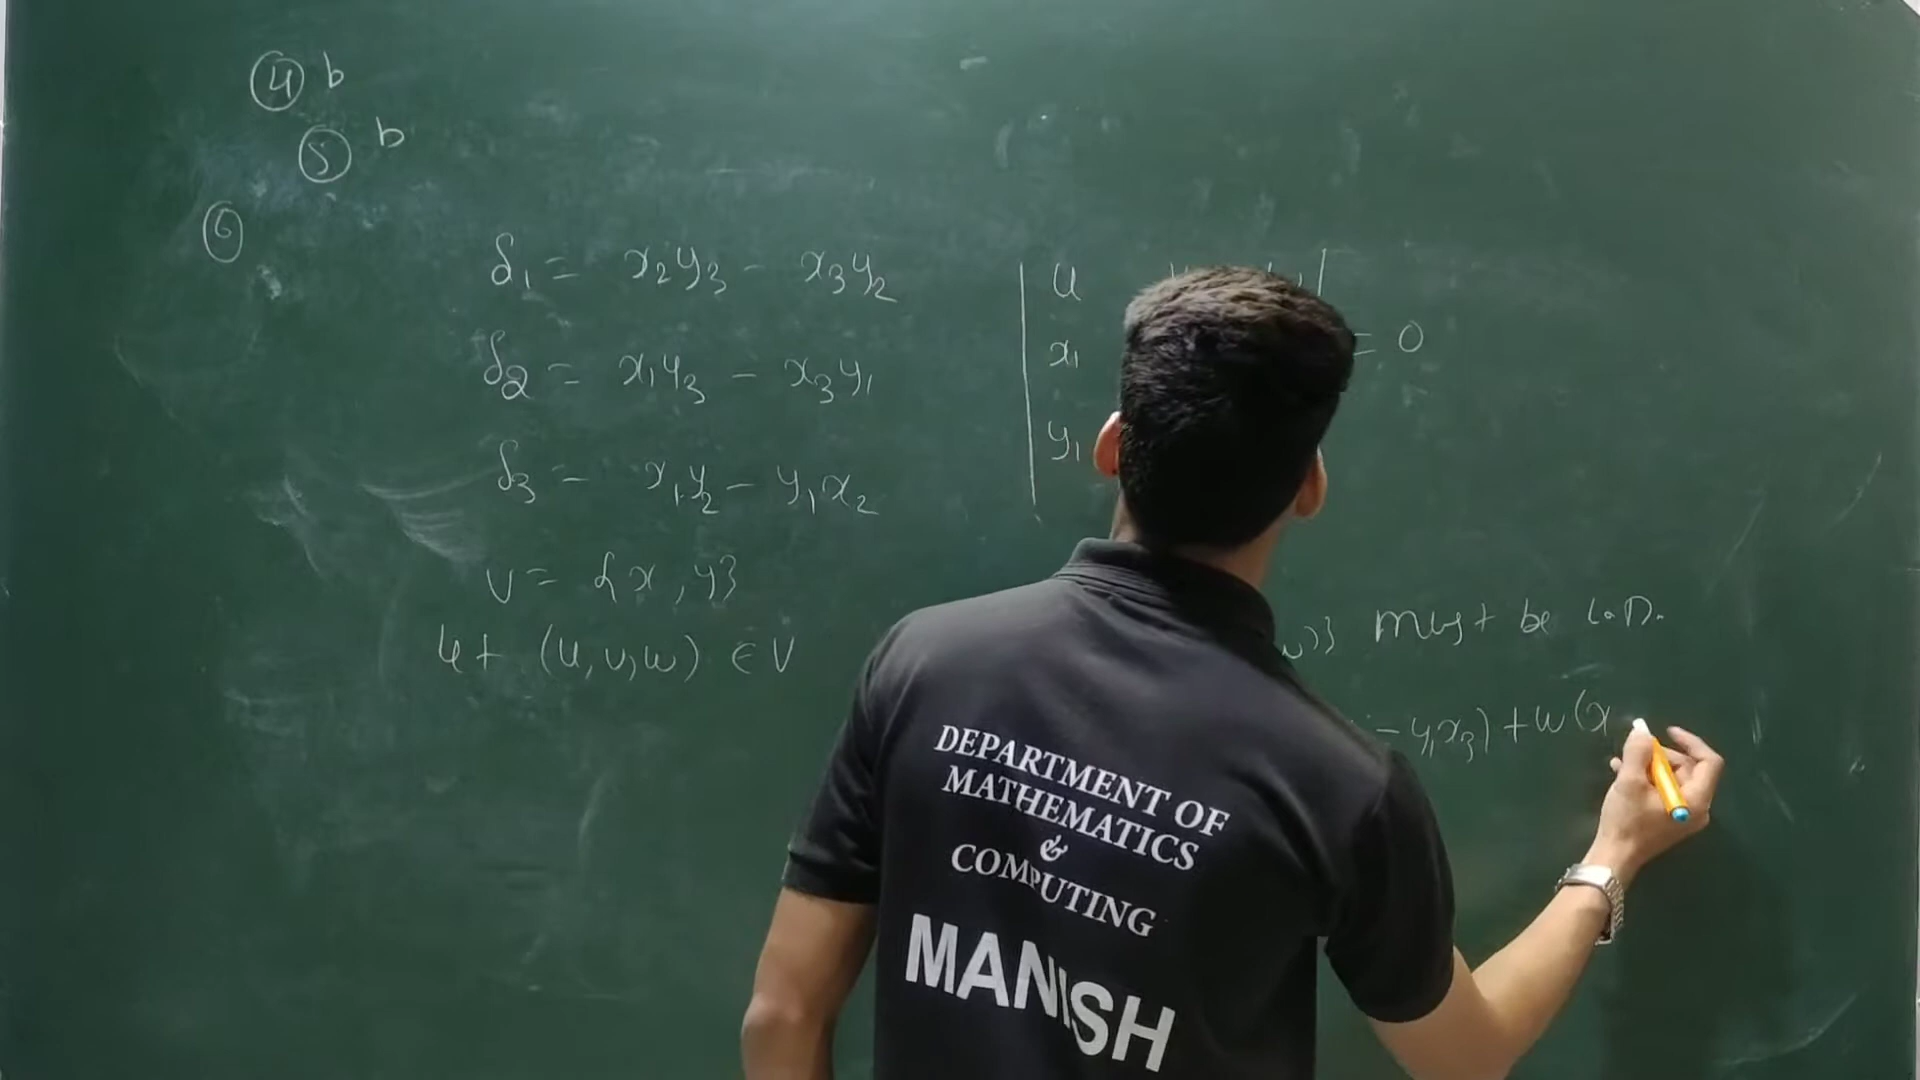 ④ b
⑤ b
⑥
δ₁ = x₂y₃ - x₃y₂
δ₂ = x₁y₃ - x₃y₁
δ₃ = x₁y₂ - y₁x₂
V = {x, y}
let (u, v, w) ∈ V
u
x₁ = 0
y₁
w)} must be L.D.
- y₁x₃) + w(x
DEPARTMENT OF
MATHEMATICS
&
COMPUTING
MANISH